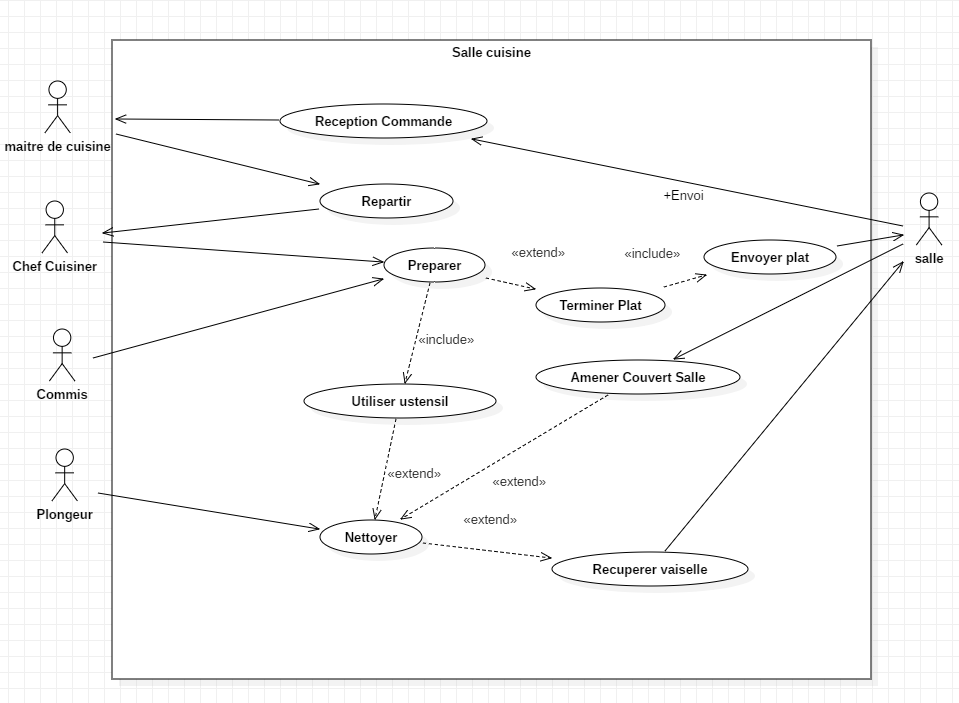 Salle cuisine
Reception Commande
maitre de cuisine
+Envoi
Repartir
Chef Cuisiner
Preparer
«extend»
«include»
Envoyer plat
salle
Terminer Plat
«include»
Amener Couvert Salle
Commis
Utiliser ustensil
«extend»
«extend»
Plongeur
«extend»
Nettoyer
Recuperer vaiselle